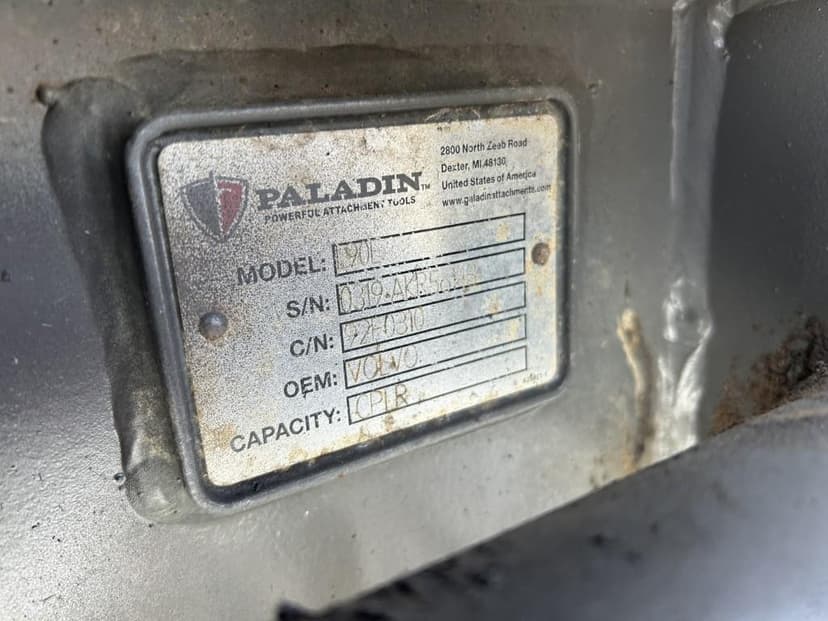 PALADIN™
POWERFUL ATTACHMENT TOOLS
2800 North Zeeb Road
Dexter, MI.48130
United States of America
www.paladinattachments.com
MODEL:
S/N:
C/N:
OEM: VOLVO
CAPACITY: CPLR